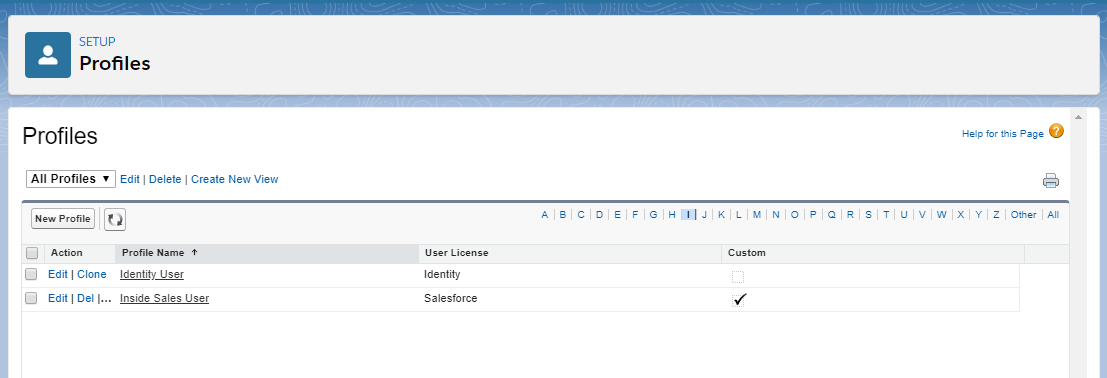 SETUP
Profiles
Profiles
Help for this Page ?
All Profiles ▼ Edit | Delete | Create New View
New Profile A | B | C | D | E | F | G | H | I | J | K | L | M | N | O | P | Q | R | S | T | U | V | W | X | Y | Z | Other | All
Action Profile Name ↑ User License Custom
Edit | Clone Identity User Identity
Edit | Del |... Inside Sales User Salesforce ✓